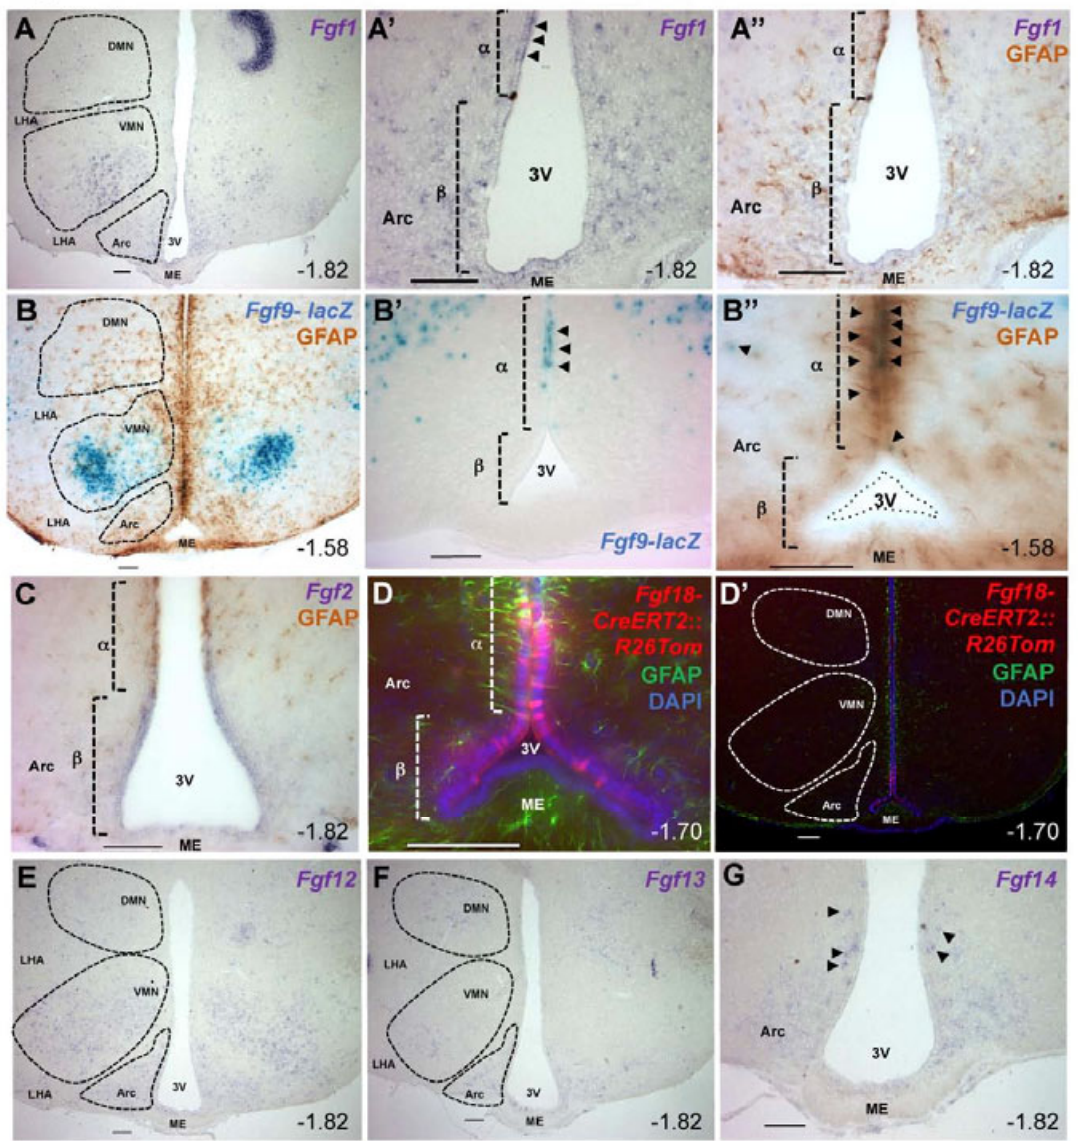 A
Fgf1
DMN
LHA
VMN
LHA
Arc
3V
ME
-1.82
A'
Fgf1
α
β
3V
Arc
ME
-1.82
A''
Fgf1
GFAP
α
β
3V
Arc
ME
-1.82
B
Fgf9- lacZ
GFAP
DMN
LHA
VMN
LHA
Arc
ME
-1.58
B'
α
β
3V
Fgf9-lacZ
B''
Fgf9-lacZ
GFAP
α
Arc
β
3V
ME
-1.58
C
Fgf2
GFAP
α
β
Arc
3V
ME
-1.82
D
Fgf18-
CreERT2::
R26Tom
GFAP
DAPI
α
Arc
β
3V
ME
-1.70
D'
Fgf18-
CreERT2::
R26Tom
GFAP
DAPI
DMN
VMN
Arc
ME
-1.70
E
Fgf12
DMN
LHA
VMN
LHA
Arc
3V
ME
-1.82
F
Fgf13
DMN
LHA
VMN
LHA
Arc
3V
ME
-1.82
G
Fgf14
Arc
3V
ME
-1.82